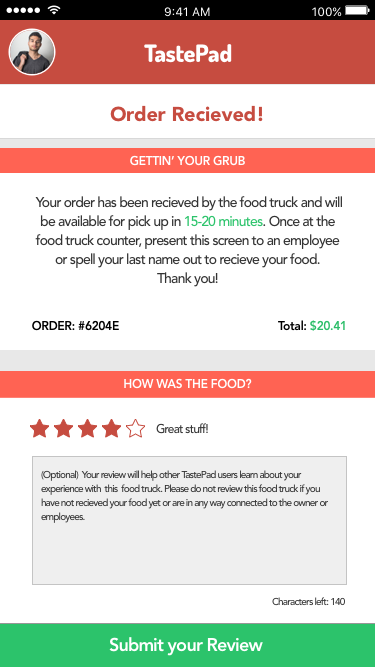 9:41 AM 100%
TastePad
Order Recieved!
GETTIN' YOUR GRUB
Your order has been recieved by the food truck and will
be available for pick up in 15-20 minutes. Once at the
food truck counter, present this screen to an employee
or spell your last name out to recieve your food.
Thank you!
ORDER: #6204E Total: $20.41
HOW WAS THE FOOD?
Great stuff!
(Optional) Your review will help other TastePad users learn about your
experience with this food truck. Please do not review this food truck if you
have not recieved your food yet or are in any way connected to the owner or
employees.
Characters left: 140
Submit your Review